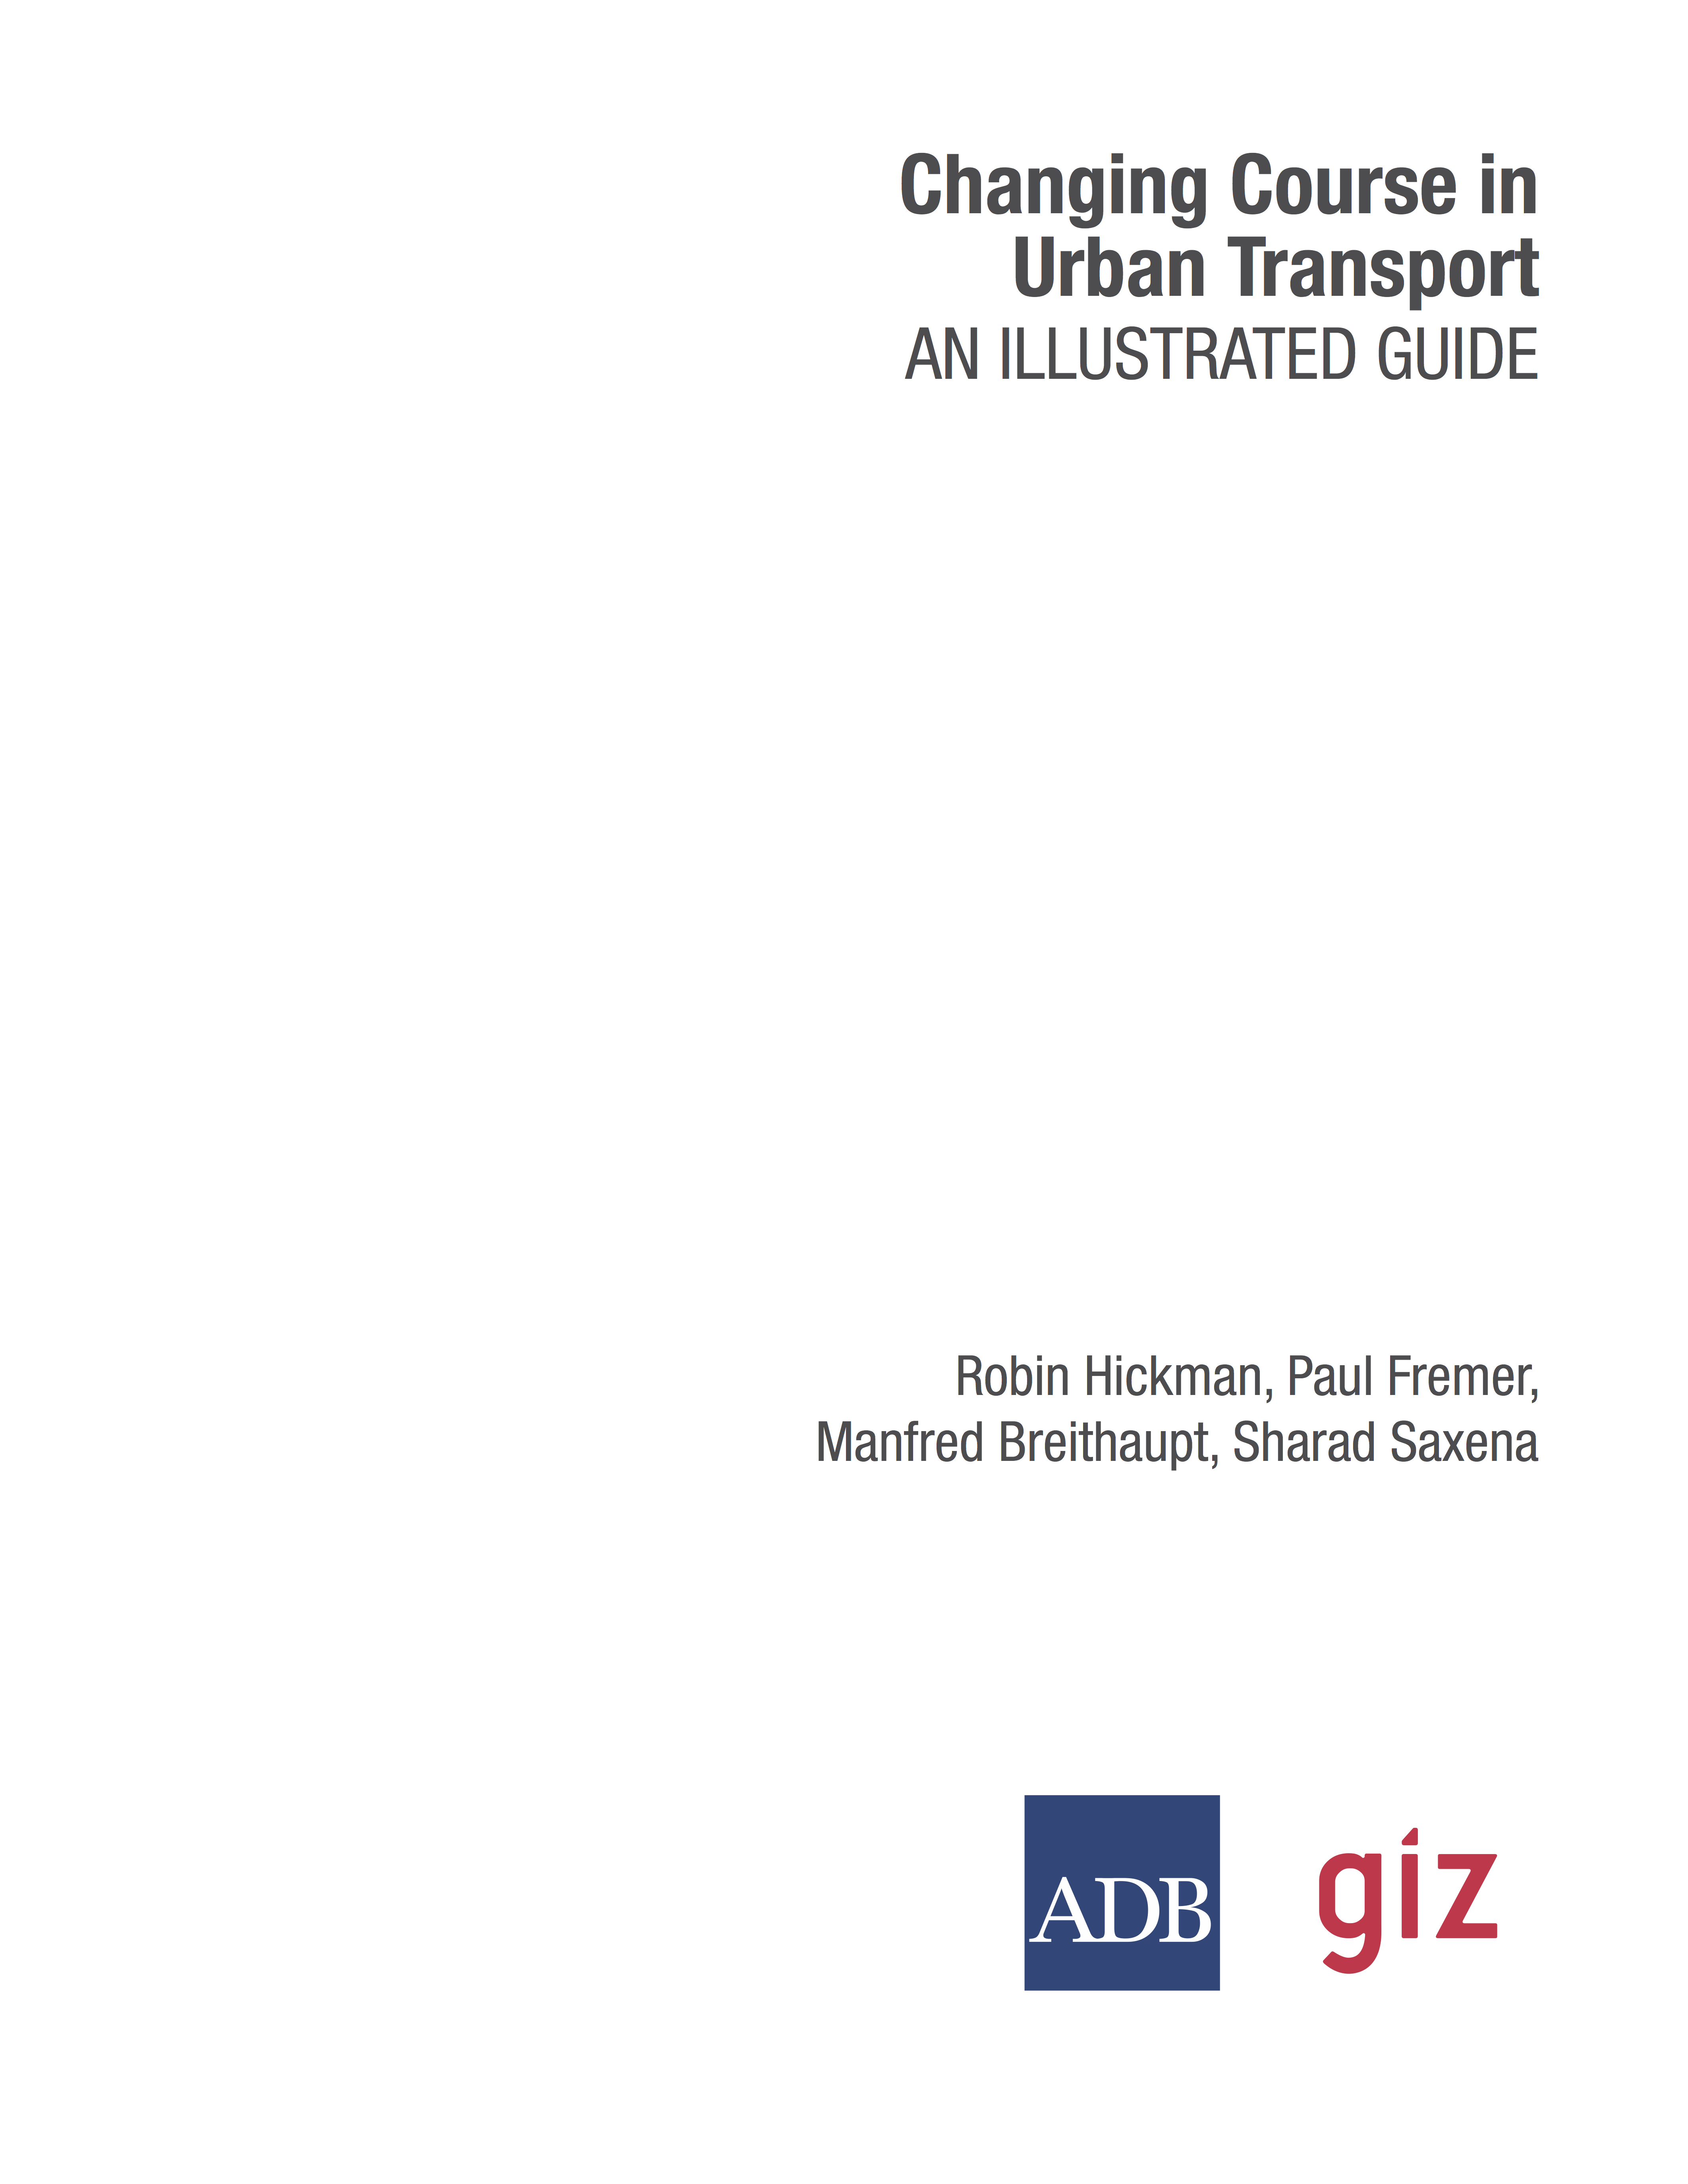 Changing Course in
Urban Transport
AN ILLUSTRATED GUIDE
Robin Hickman, Paul Fremer,
Manfred Breithaupt, Sharad Saxena
ADB
giz